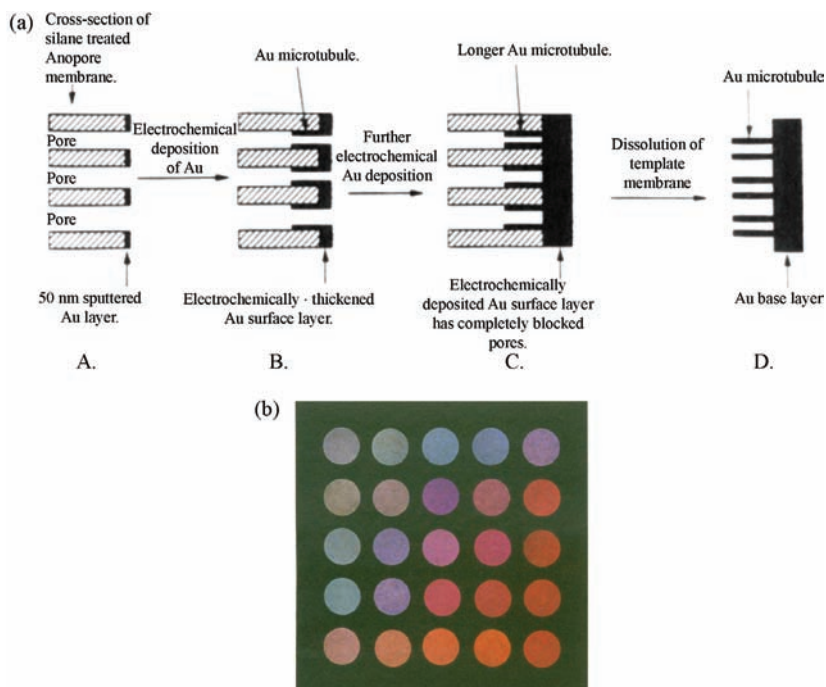 (a)
Cross-section of
silane treated
Anopore
membrane.
Pore
Pore
Pore
50 nm sputtered
Au layer.
A.
Electrochemical
deposition
of Au
Au microtubule.
Electrochemically · thickened
Au surface layer.
B.
Further
electrochemical
Au deposition
Longer Au microtubule.
Electrochemically
deposited Au surface layer
has completely blocked
pores.
C.
Dissolution of
template
membrane
Au microtubule
Au base layer
D.
(b)